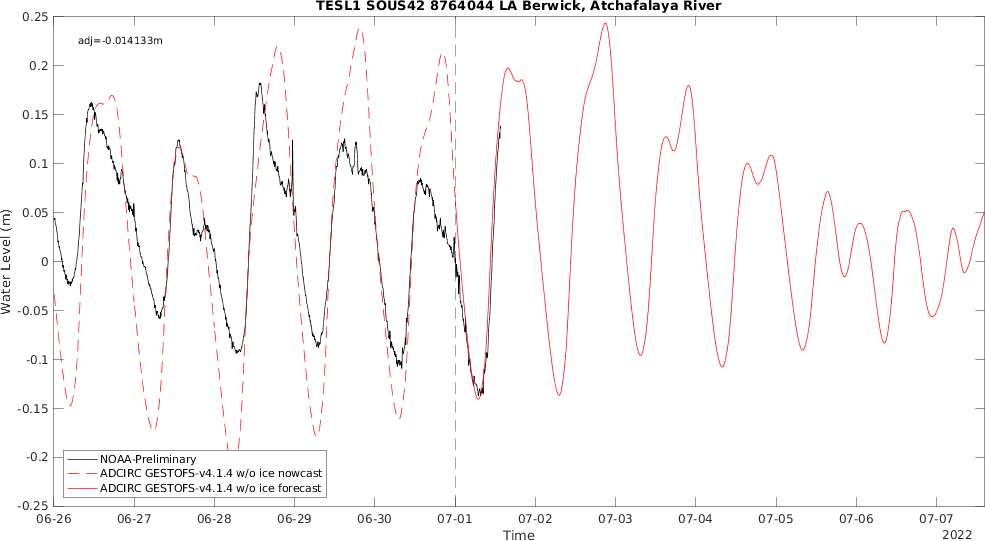 TESL1 SOUS42 8764044 LA Berwick, Atchafalaya River
adj=-0.014133m
0.25
0.2
0.15
0.1
0.05
0
-0.05
-0.1
-0.15
-0.2
-0.25
Water Level (m)
NOAA-Preliminary
ADCIRC GESTOFS-v4.1.4 w/o ice nowcast
ADCIRC GESTOFS-v4.1.4 w/o ice forecast
06-26 06-27 06-28 06-29 06-30 07-01 07-02 07-03 07-04 07-05 07-06 07-07
Time
2022